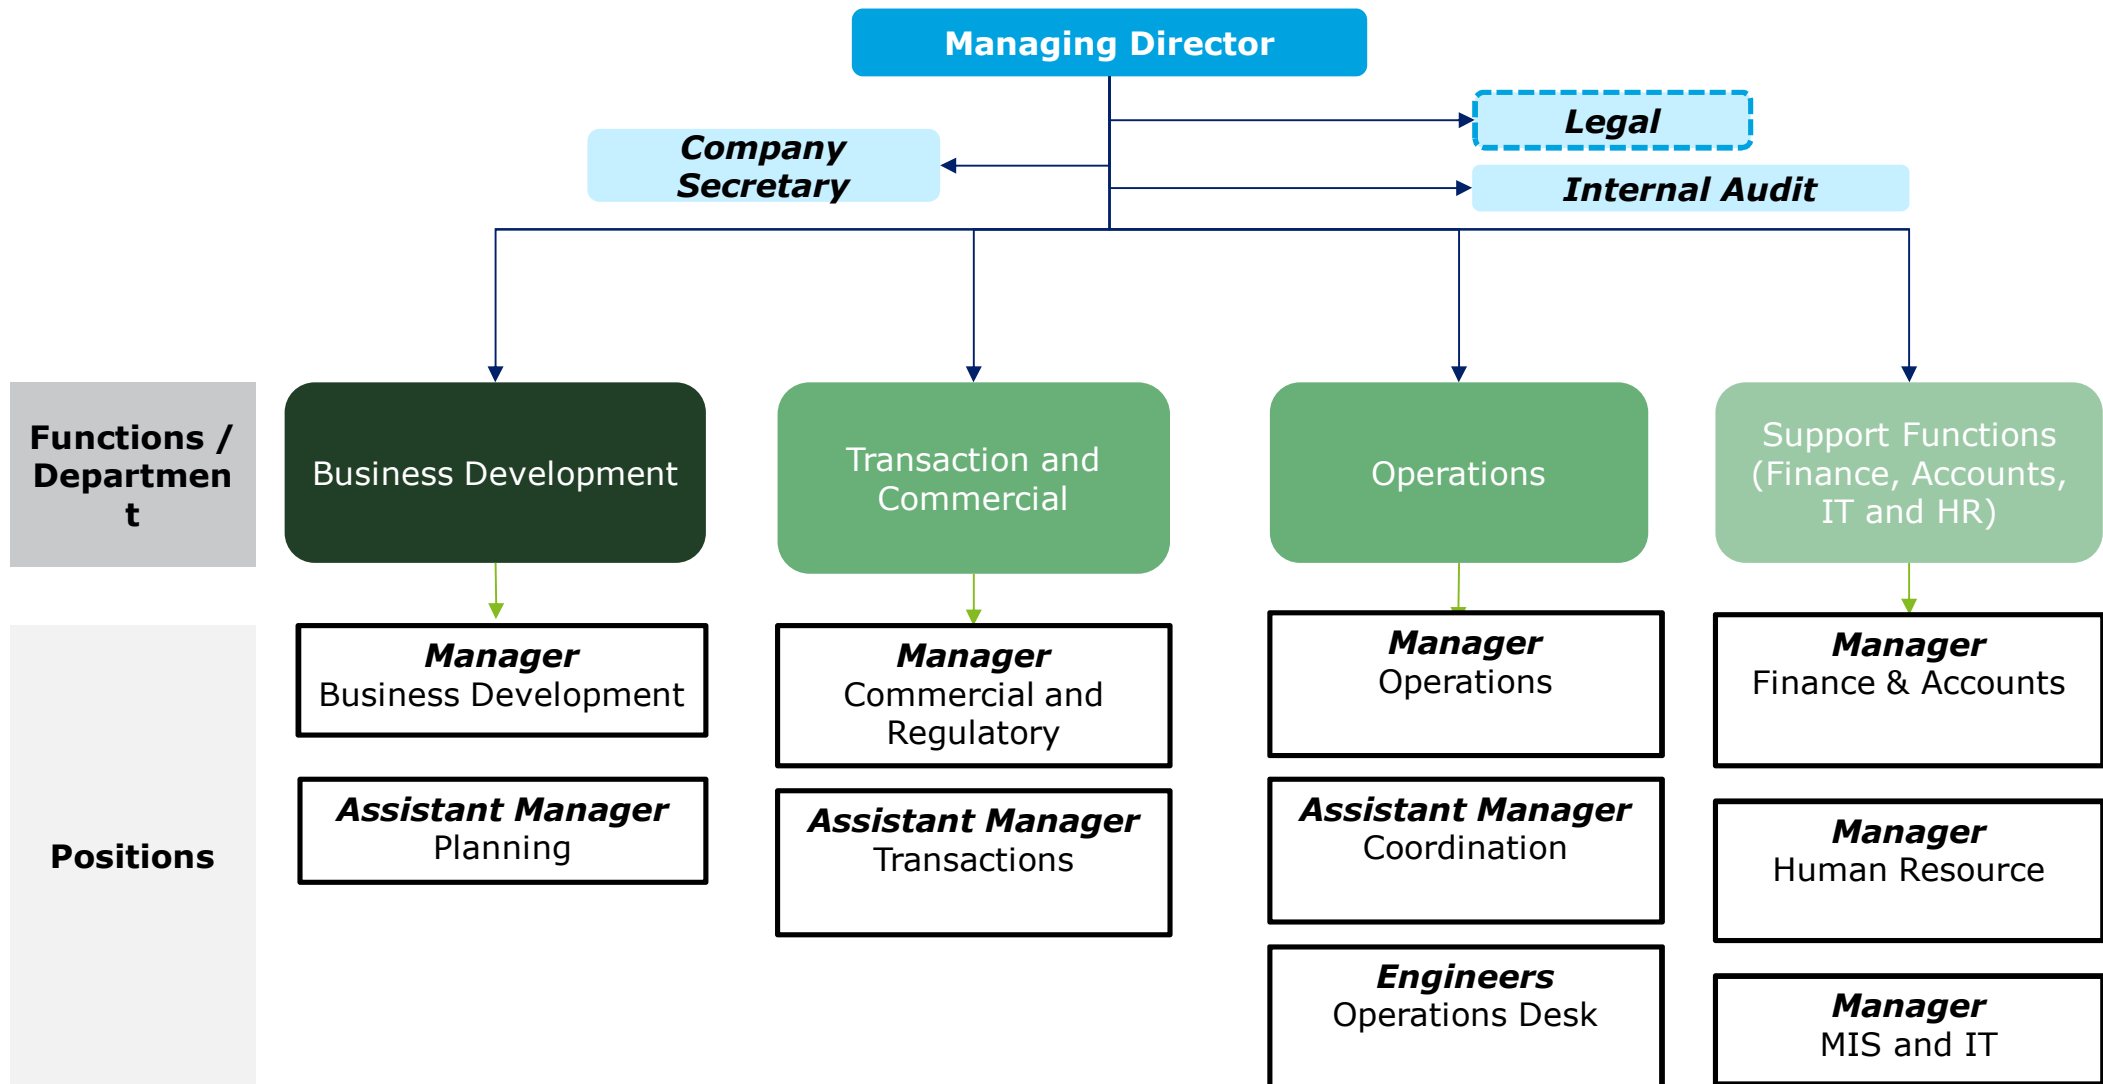 Managing Director
Legal
Company
Secretary
Internal Audit
Functions /
Departmen
t
Business Development
Transaction and
Commercial
Operations
Support Functions
(Finance, Accounts,
IT and HR)
Positions
Manager
Business Development
Assistant Manager
Planning
Manager
Commercial and
Regulatory
Assistant Manager
Transactions
Manager
Operations
Assistant Manager
Coordination
Engineers
Operations Desk
Manager
Finance & Accounts
Manager
Human Resource
Manager
MIS and IT